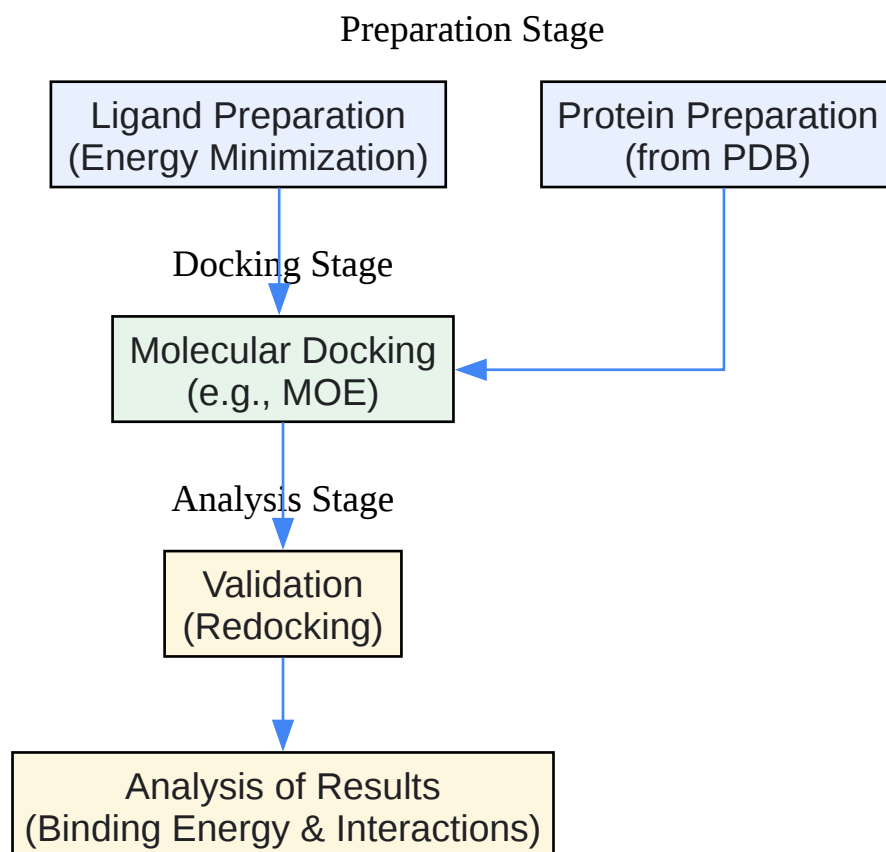 Preparation Stage
Ligand Preparation
(Energy Minimization)
Protein Preparation
(from PDB)
Docking Stage
Molecular Docking
(e.g., MOE)
Analysis Stage
Validation
(Redocking)
Analysis of Results
(Binding Energy & Interactions)